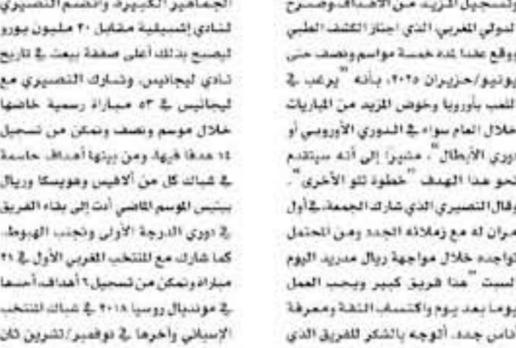 ولتسجيل المزيد من الأهداف وصرح
الدولي المغربي، الذي اجتاز الكشف الطبي
ووقع عقدا لمدة خمسة مواسم ونصف حتى
يونيو/حزيران ٢٠٢٥، بأنه "يرغب في
اللعب بأوروبا وخوض المزيد من المباريات
خلال العام سواء في الدوري الأوروبي أو
دوري الأبطال"، مشيرا إلى أنه سيتقدم
نحو هذا الهدف "خطوة تلو الأخرى".
وقال النصيري الذي شارك الجمعة، في أول
مران له مع زملائه الجدد ومن المحتمل
تواجده خلال مواجهة ريال مدريد اليوم
السبت "هذا فريق كبير ويحب العمل
يوما بعد يوم واكتساب الثقة ومعرفة
أناس جدد. أتوجه بالشكر للفريق الذي
الجماهير الكبيرة. وانضم النصيري
لنادي إشبيلية مقابل ٢٠ مليون يورو
ليصبح بذلك أعلى صفقة بيعت في تاريخ
نادي ليجانيس، وشارك النصيري مع
ليجانيس في ٥٣ مباراة رسمية خاضها
خلال موسم ونصف وتمكن من تسجيل
١٤ هدفا فيها، ومن بينها أهداف حاسمة
في شباك كل من ألافيس وهويسكا وريال
بيتيس الموسم الماضي أدت إلى بقاء الفريق
في دوري الدرجة الأولى وتجنب الهبوط.
كما شارك مع المنتخب المغربي الأول في ٢١
مباراة وتمكن من تسجيل ٦ أهداف، أحدها
في مونديال روسيا ٢٠١٨ في شباك المنتخب
الإسباني وآخرها في نوفمبر/تشرين ثان